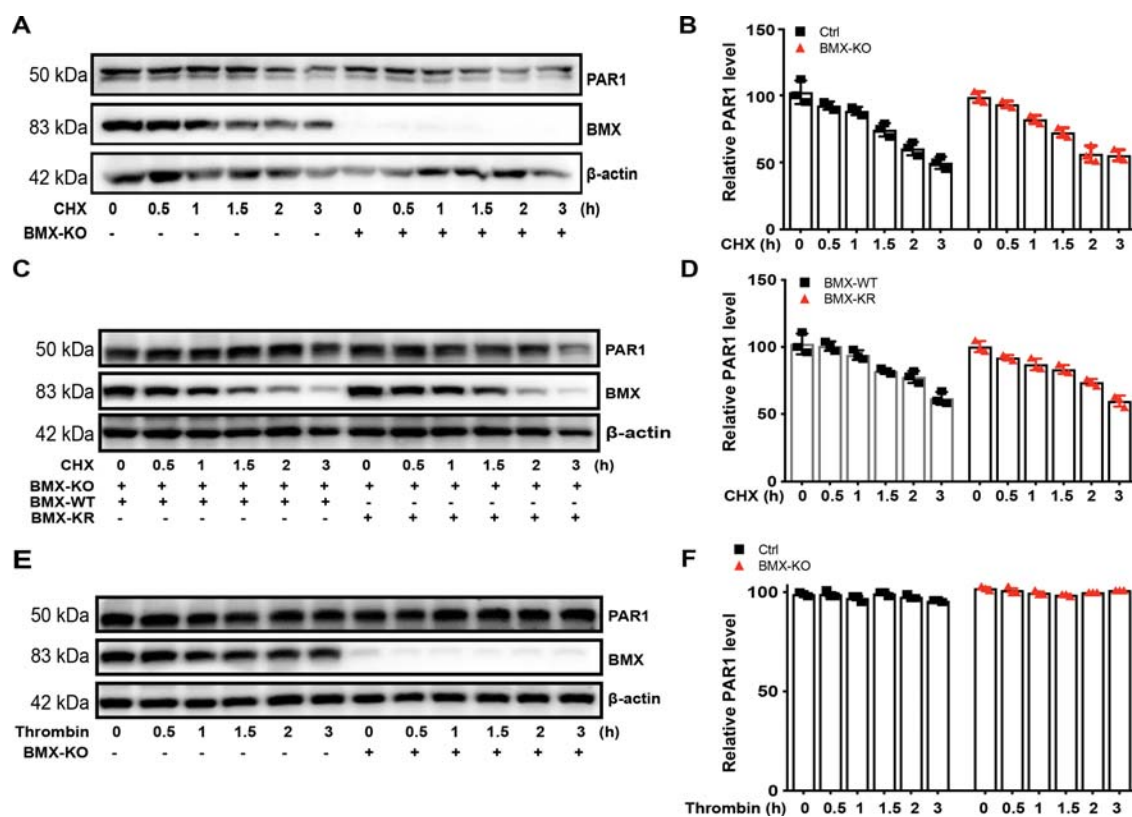 A
50 kDa
PAR1
83 kDa
BMX
42 kDa
β-actin
CHX 0 0.5 1 1.5 2 3 0 0.5 1 1.5 2 3 (h)
BMX-KO - - - - - - + + + + + +
B
Ctrl
BMX-KO
Relative PAR1 level
150
100
50
0
CHX (h) 0 0.5 1 1.5 2 3 0 0.5 1 1.5 2 3
C
50 kDa
PAR1
83 kDa
BMX
42 kDa
β-actin
CHX 0 0.5 1 1.5 2 3 0 0.5 1 1.5 2 3 (h)
BMX-KO + + + + + + + + + + + +
BMX-WT + + + + + + - - - - - -
BMX-KR - - - - - - + + + + + +
D
BMX-WT
BMX-KR
Relative PAR1 level
150
100
50
0
CHX (h) 0 0.5 1 1.5 2 3 0 0.5 1 1.5 2 3
E
50 kDa
PAR1
83 kDa
BMX
42 kDa
β-actin
Thrombin 0 0.5 1 1.5 2 3 0 0.5 1 1.5 2 3 (h)
BMX-KO - - - - - - + + + + + +
F
Ctrl
BMX-KO
Relative PAR1 level
100
50
0
Thrombin (h) 0 0.5 1 1.5 2 3 0 0.5 1 1.5 2 3